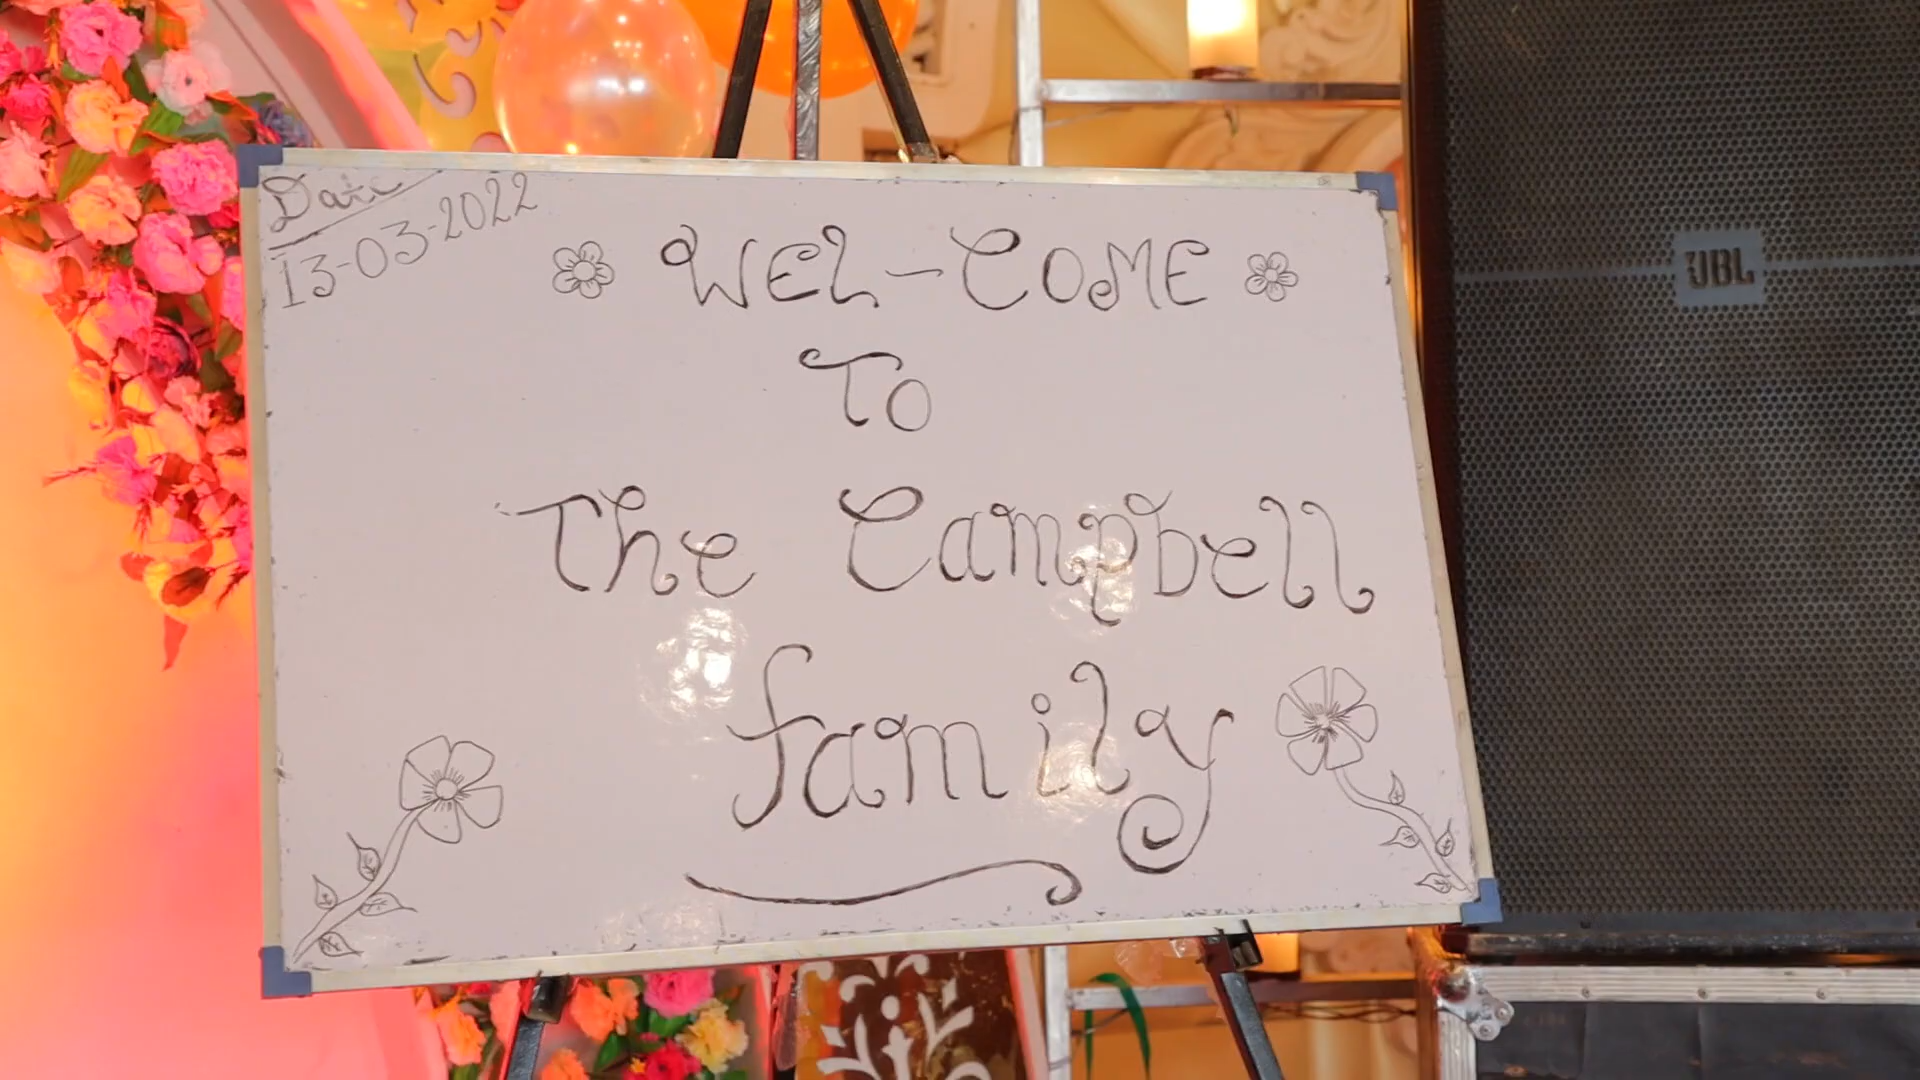 Date
13-03-2022
WEL-COME
To
The Campbell
family
JBL